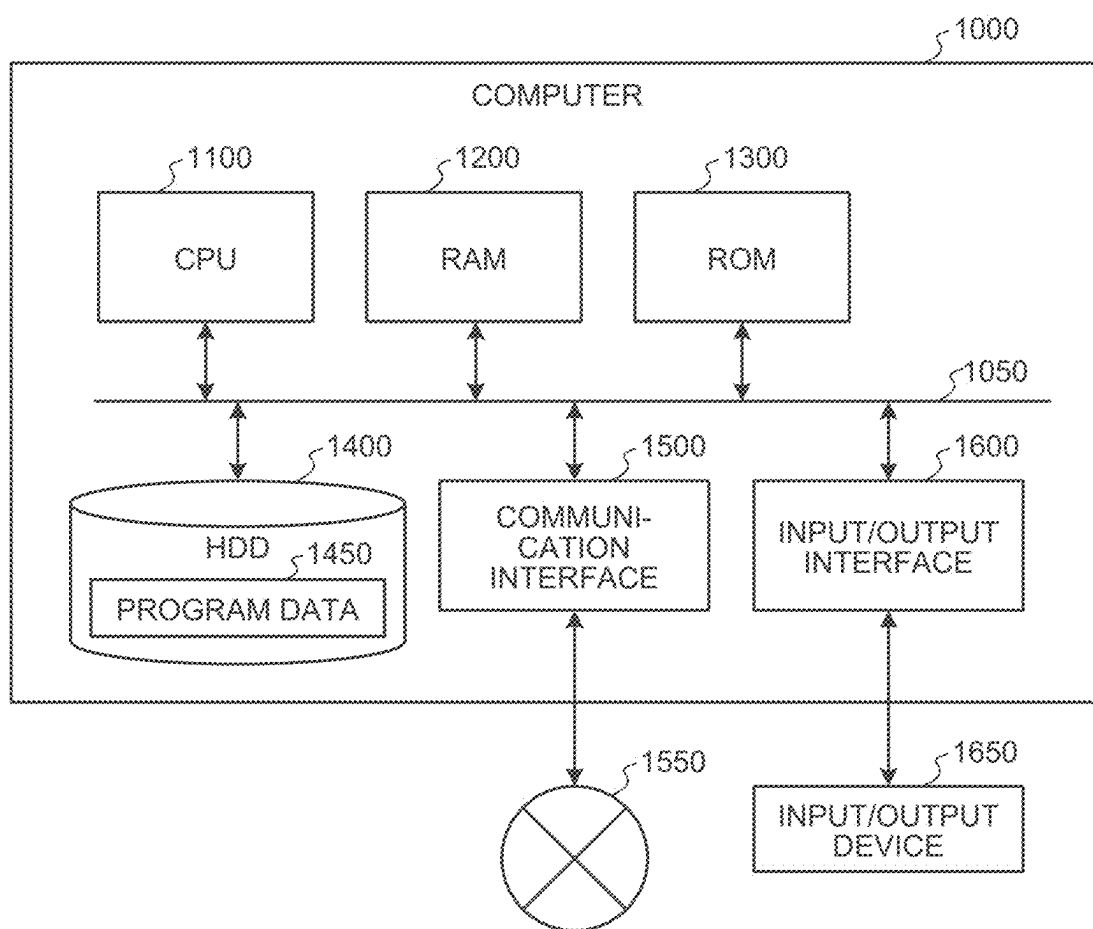 1000
COMPUTER
1100
1200
1300
CPU
RAM
ROM
1050
1400
1500
1600
HDD
1450
PROGRAM DATA
COMMUNI-
CATION
INTERFACE
INPUT/OUTPUT
INTERFACE
1550
1650
INPUT/OUTPUT
DEVICE